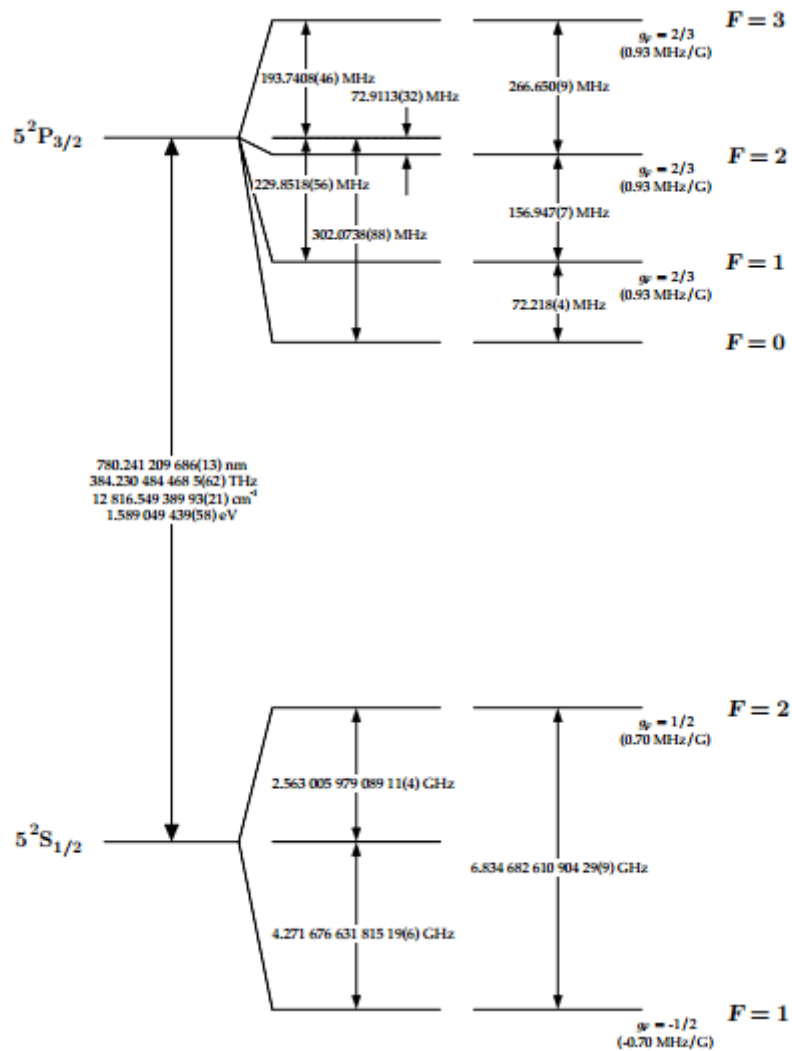 F = 3
g_F = 2/3
(0.93 MHz/G)
193.7408(46) MHz
72.9113(32) MHz
266.650(9) MHz
5²P₃/₂
F = 2
g_F = 2/3
(0.93 MHz/G)
229.8518(56) MHz
156.947(7) MHz
302.0738(88) MHz
F = 1
g_F = 2/3
(0.93 MHz/G)
72.218(4) MHz
F = 0
780.241 209 686(13) nm
384.230 484 468 5(62) THz
12 816.549 389 93(21) cm⁻¹
1.589 049 439(58) eV
F = 2
g_F = 1/2
(0.70 MHz/G)
2.563 005 979 089 11(4) GHz
5²S₁/₂
6.834 682 610 904 29(9) GHz
4.271 676 631 815 19(6) GHz
F = 1
g_F = -1/2
(-0.70 MHz/G)